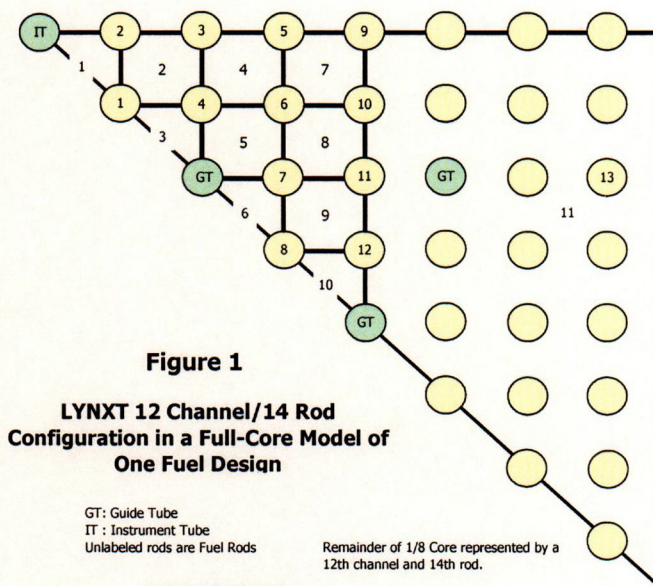 IT 2 3 5 9
1 2 4 7
1 4 6 10
3 5 8
GT 7 11 GT 13
6 9 11
8 12
10
GT
Figure 1
LYNXT 12 Channel/14 Rod
Configuration in a Full-Core Model of
One Fuel Design
GT: Guide Tube
IT : Instrument Tube
Unlabeled rods are Fuel Rods
Remainder of 1/8 Core represented by a
12th channel and 14th rod.